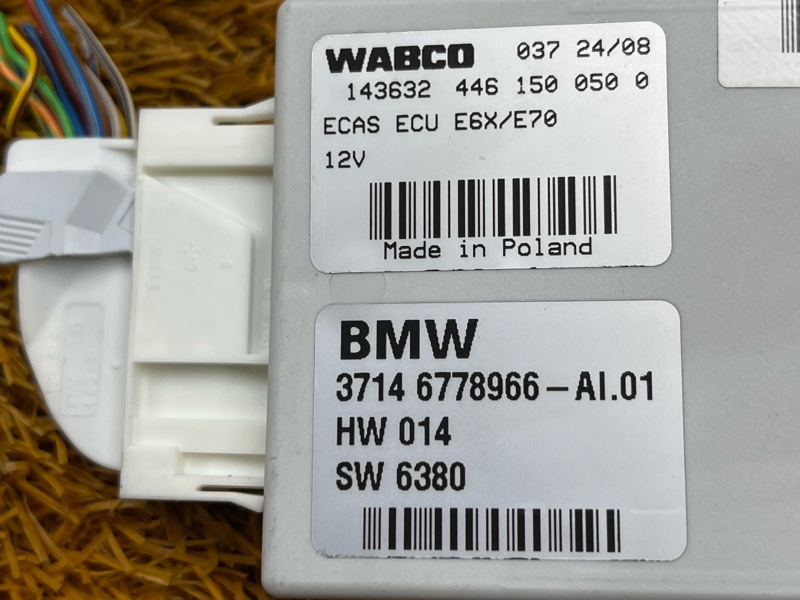 WABCO 037 24/08
143632 446 150 050 0
ECAS ECU E6X/E70
12V
Made in Poland
BMW
3714 6778966-AI.01
HW 014
SW 6380